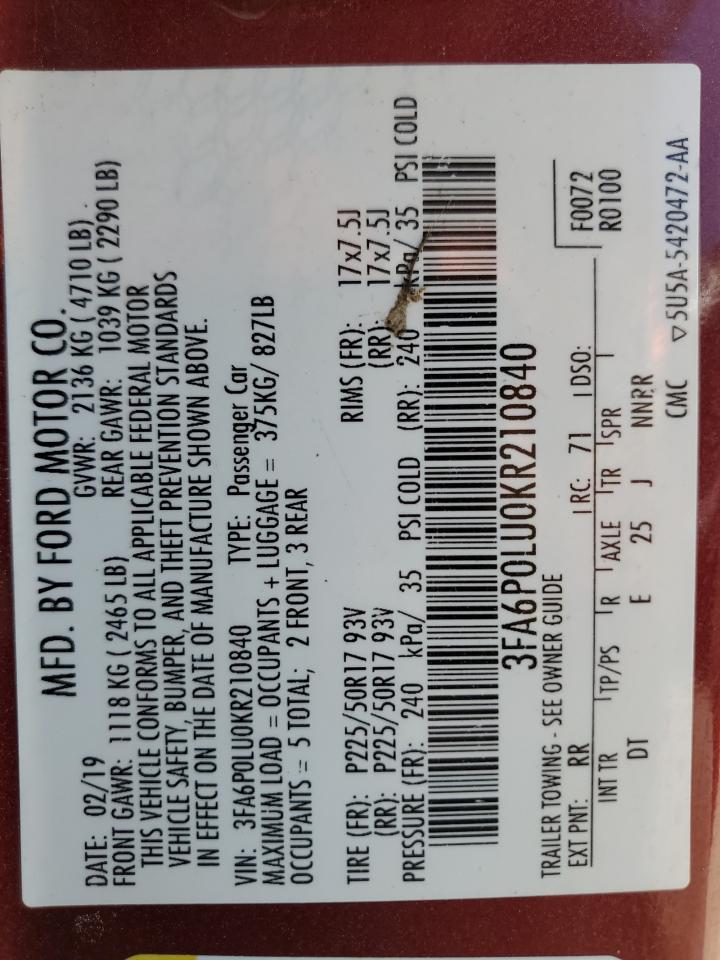 MFD. BY FORD MOTOR CO.
DATE: 02/19 GVWR: 2136 KG ( 4710 LB)
FRONT GAWR: 1118 KG ( 2465 LB) REAR GAWR: 1039 KG ( 2290 LB)
THIS VEHICLE CONFORMS TO ALL APPLICABLE FEDERAL MOTOR
VEHICLE SAFETY, BUMPER, AND THEFT PREVENTION STANDARDS
IN EFFECT ON THE DATE OF MANUFACTURE SHOWN ABOVE.
VIN: 3FA6P0LU0KR210840 TYPE: Passenger Car
MAXIMUM LOAD = OCCUPANTS + LUGGAGE = 375KG/ 827LB
OCCUPANTS = 5 TOTAL; 2 FRONT, 3 REAR
TIRE (FR): P225/50R17 93V RIMS (FR): 17x7.5J
(RR): P225/50R17 93V (RR): 17x7.5J
PRESSURE (FR): 240 kPa/ 35 PSI COLD (RR): 240 kPa/ 35 PSI COLD
3FA6P0LU0KR210840
TRAILER TOWING - SEE OWNER GUIDE
EXT PNT: RR RC: 71 DSO: F0072
R0100
INT TR TP/PS R AXLE TR SPR
DT E 25 J NNRR
CMC ▽5U5A-5420472-AA